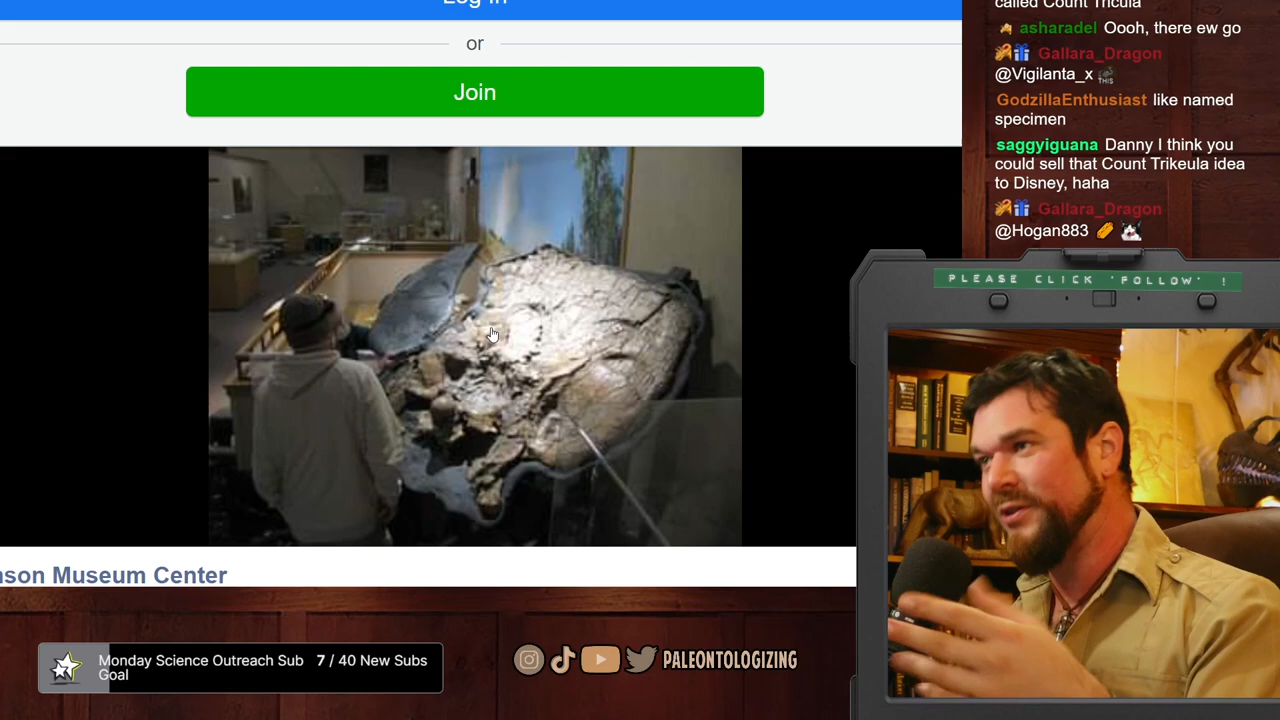 Log In
or
Join
called Count Tricula
asharadel Oooh, there ew go
Gallara_Dragon
@Vigilanta_x
THIS
GodzillaEnthusiast like named
specimen
saggyiguana Danny I think you
could sell that Count Trikeula idea
to Disney, haha
Gallara_Dragon
@Hogan883
PLEASE CLICK "FOLLOW" !
nson Museum Center
Monday Science Outreach Sub 7 / 40 New Subs
Goal
PALEONTOLOGIZING